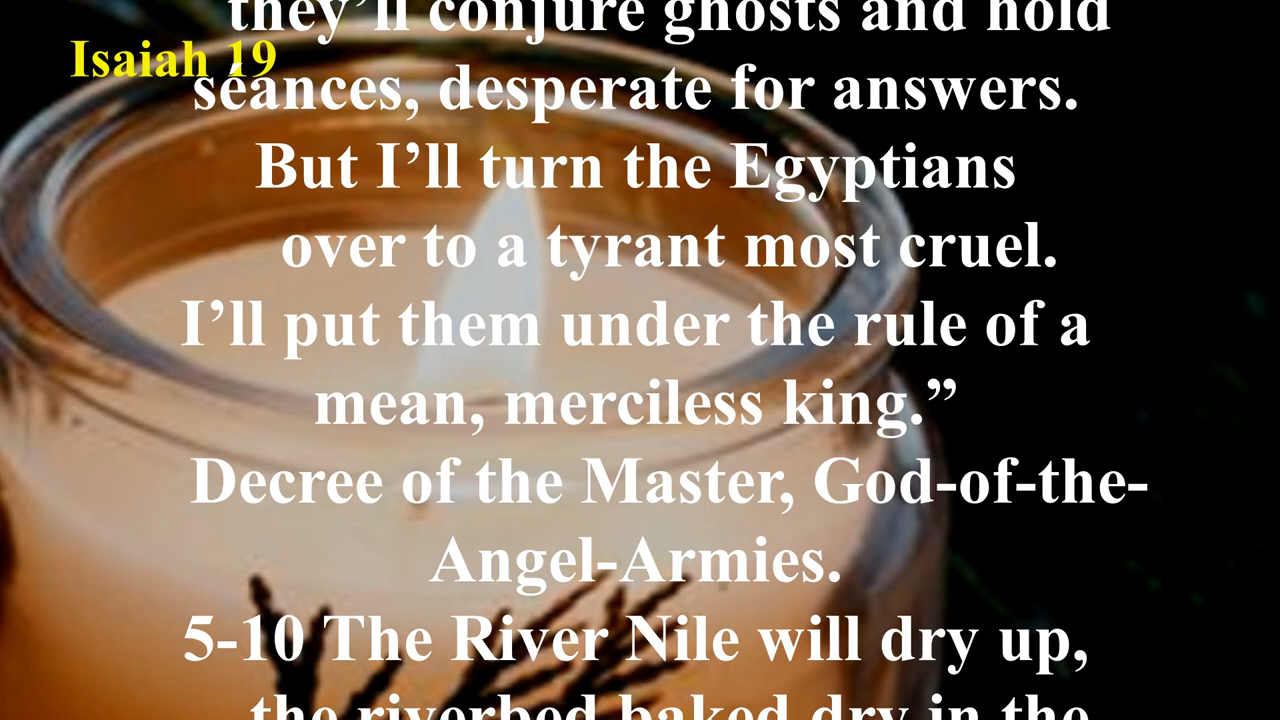 they’ll conjure ghosts and hold
Isaiah 19
séances, desperate for answers.
But I’ll turn the Egyptians
over to a tyrant most cruel.
I’ll put them under the rule of a
mean, merciless king.”
Decree of the Master, God-of-the-
Angel-Armies.
5-10 The River Nile will dry up,
the riverbed baked dry in the